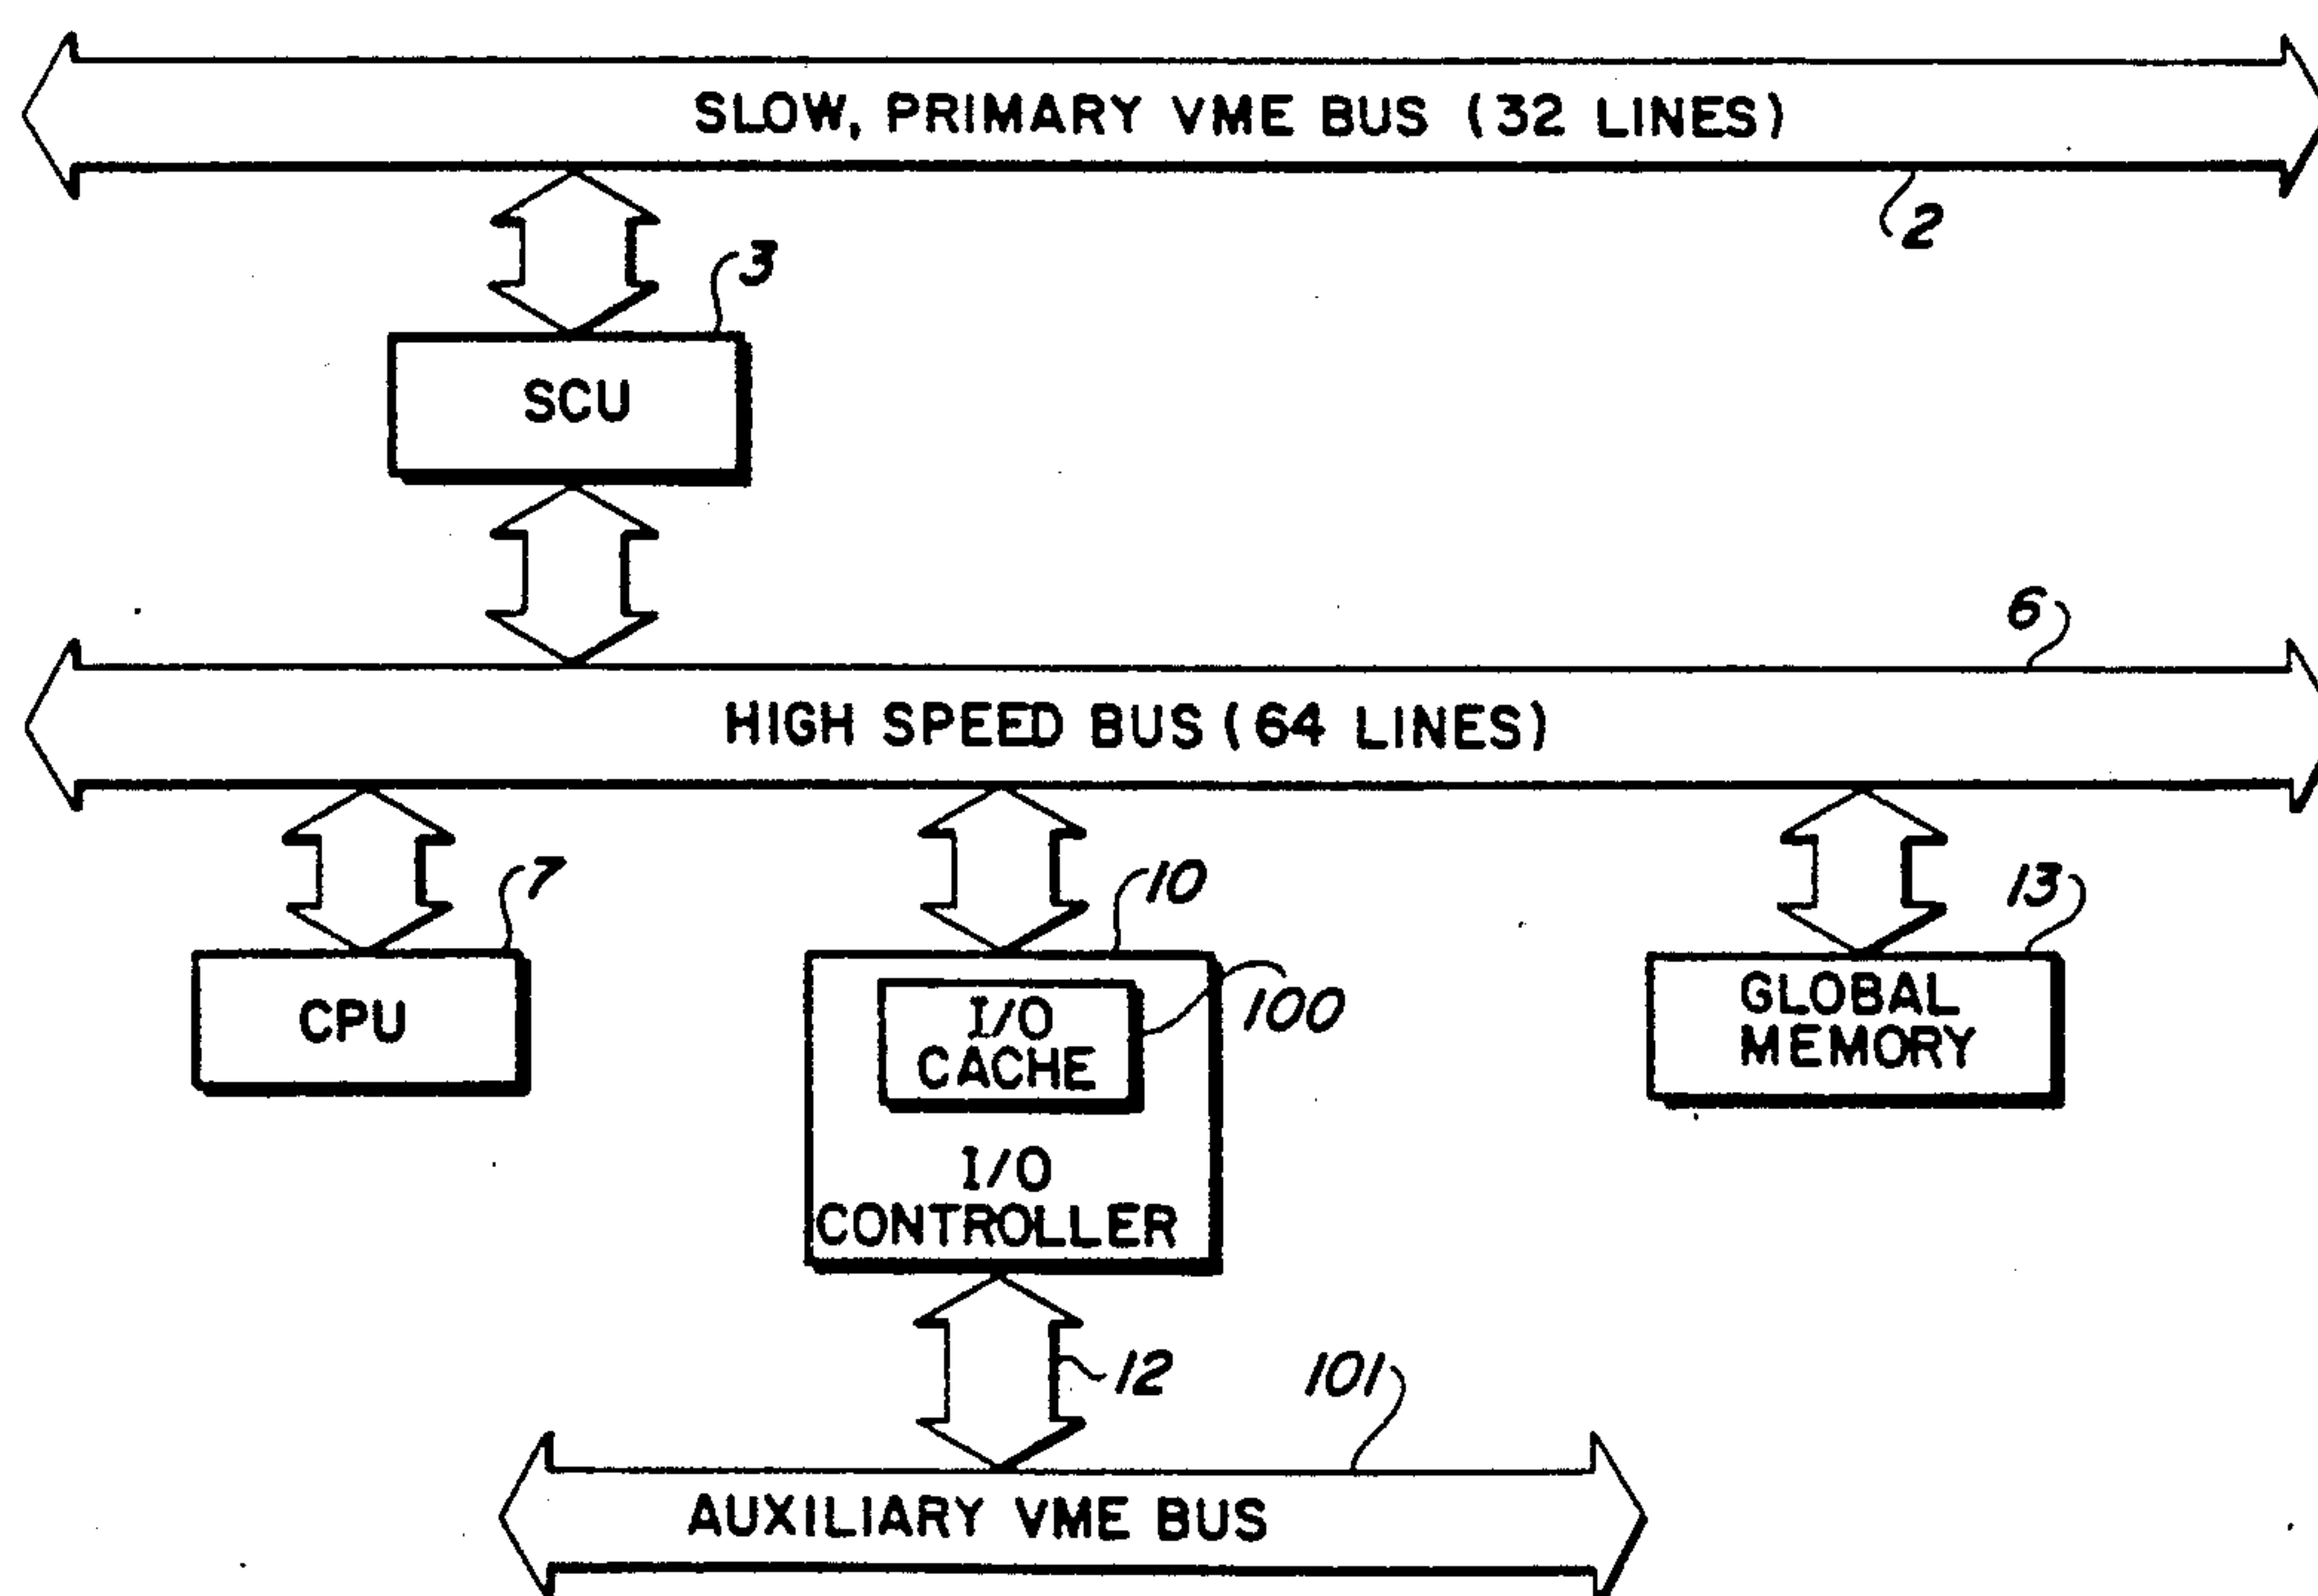 SLOW, PRIMARY VME BUS (32 LINES)
2
3
SCU
6
HIGH SPEED BUS (64 LINES)
7
10
13
CPU
I/O
CACHE
100
GLOBAL
MEMORY
I/O
CONTROLLER
12
101
AUXILIARY VME BUS